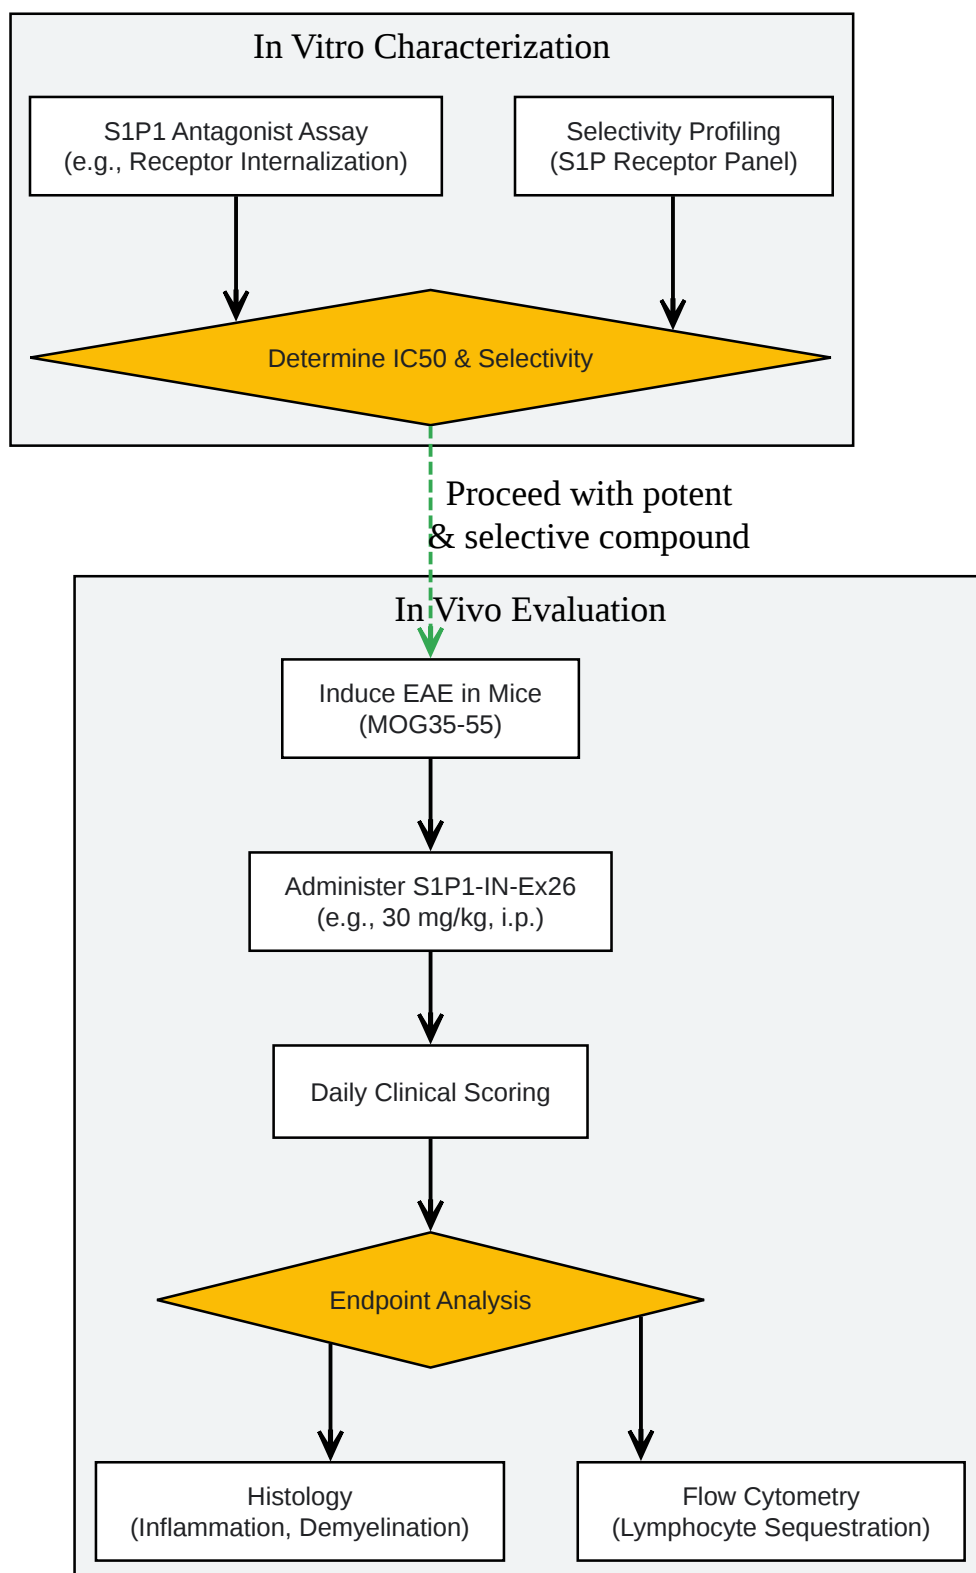 In Vitro Characterization
S1P1 Antagonist Assay
(e.g., Receptor Internalization)
Selectivity Profiling
(S1P Receptor Panel)
Determine IC50 & Selectivity
Proceed with potent
& selective compound
In Vivo Evaluation
Induce EAE in Mice
(MOG35-55)
Administer S1P1-IN-Ex26
(e.g., 30 mg/kg, i.p.)
Daily Clinical Scoring
Endpoint Analysis
Histology
(Inflammation, Demyelination)
Flow Cytometry
(Lymphocyte Sequestration)